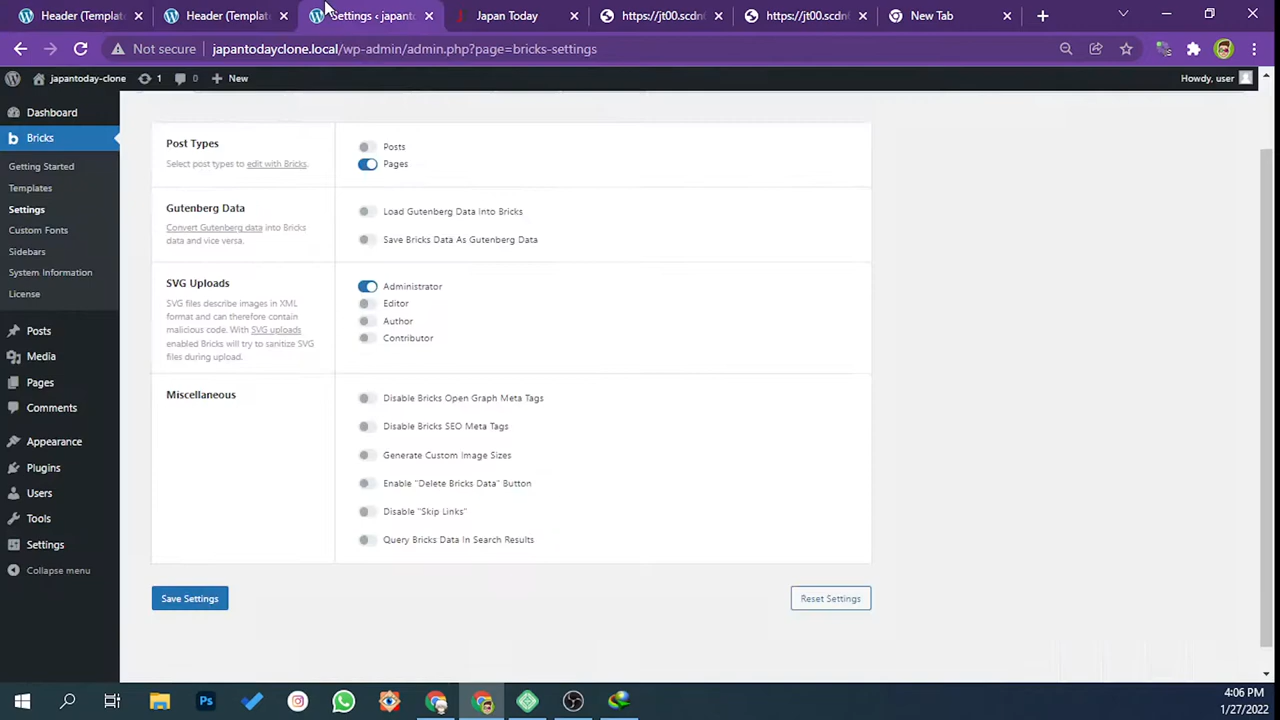 Header (Templat
Header (Templat
Settings ‹ japanto
Japan Today
https://jt00.scdn0
https://jt00.scdn0
New Tab
Not secure
japantodayclone.local/wp-admin/admin.php?page=bricks-settings
japantoday-clone
1
0
New
Howdy, user
Dashboard
Bricks
Getting Started
Templates
Settings
Custom Fonts
Sidebars
System Information
License
Posts
Media
Pages
Comments
Appearance
Plugins
Users
Tools
Settings
Collapse menu
Post Types
Select post types to edit with Bricks.
Posts
Pages
Gutenberg Data
Convert Gutenberg data into Bricks
data and vice versa.
Load Gutenberg Data Into Bricks
Save Bricks Data As Gutenberg Data
SVG Uploads
SVG files describe images in XML
format and can therefore contain
malicious code. With SVG uploads
enabled Bricks will try to sanitize SVG
files during upload.
Administrator
Editor
Author
Contributor
Miscellaneous
Disable Bricks Open Graph Meta Tags
Disable Bricks SEO Meta Tags
Generate Custom Image Sizes
Enable "Delete Bricks Data" Button
Disable "Skip Links"
Query Bricks Data In Search Results
Save Settings
Reset Settings
Ps
4:06 PM
1/27/2022